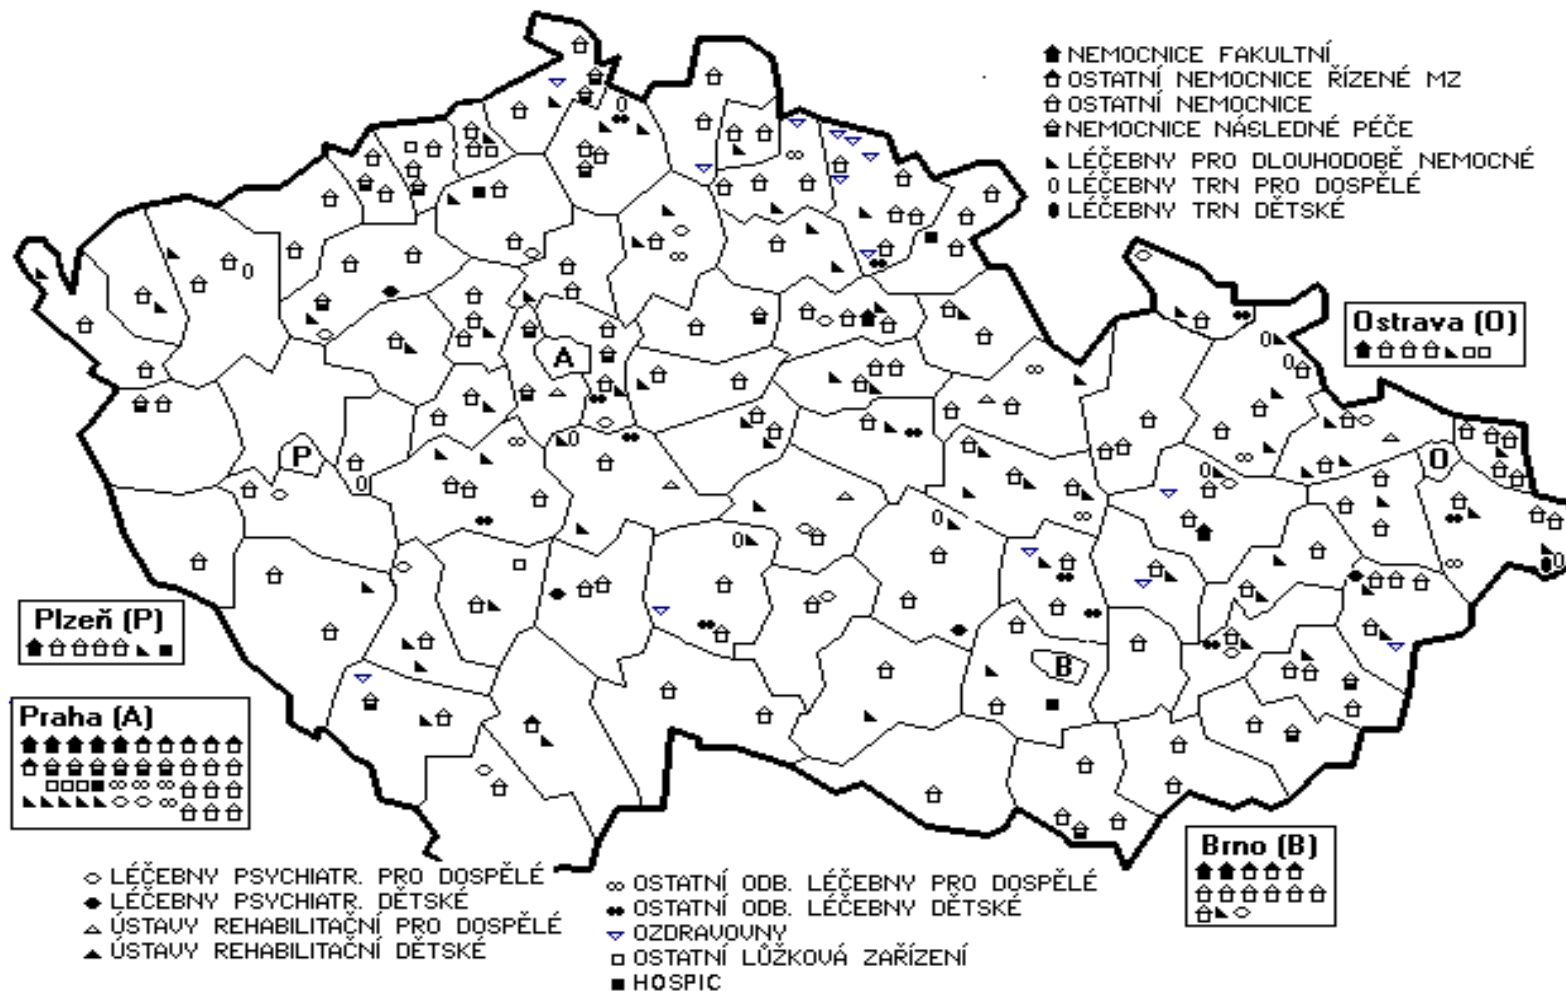 NEMOCNICE FAKULTNÍ
OSTATNÍ NEMOCNICE ŘÍZENÉ MZ
OSTATNÍ NEMOCNICE
NEMOCNICE NÁSLEDNÉ PÉČE
LÉČEBNY PRO DLOUHODOBĚ NEMOCNÉ
LÉČEBNY TRN PRO DOSPĚLÉ
LÉČEBNY TRN DĚTSKÉ
Ostrava (O)
A
P
O
B
Plzeň (P)
Praha (A)
Brno (B)
LÉČEBNY PSYCHIATR. PRO DOSPĚLÉ
LÉČEBNY PSYCHIATR. DĚTSKÉ
ÚSTAVY REHABILITAČNÍ PRO DOSPĚLÉ
ÚSTAVY REHABILITAČNÍ DĚTSKÉ
OSTATNÍ ODB. LÉČEBNY PRO DOSPĚLÉ
OSTATNÍ ODB. LÉČEBNY DĚTSKÉ
OZDRAVOVNY
OSTATNÍ LŮŽKOVÁ ZAŘÍZENÍ
HOSPIC